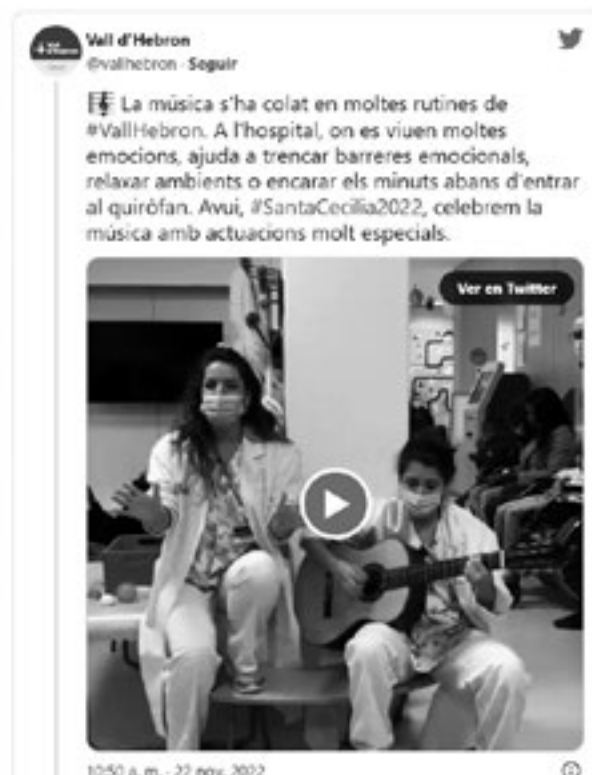 Vall d'Hebron
@vallhebron · Seguir
La música s'ha colat en moltes rutines de
#VallHebron. A l'hospital, on es viuen moltes
emocions, ajuda a trencar barreres emocionals,
relaxar ambients o encarar els minuts abans d'entrar
al quiròfan. Avui, #SantaCecilia2022, celebrem la
música amb actuacions molt especials.
Ver en Twitter
10:50 a. m. · 22 nov. 2022